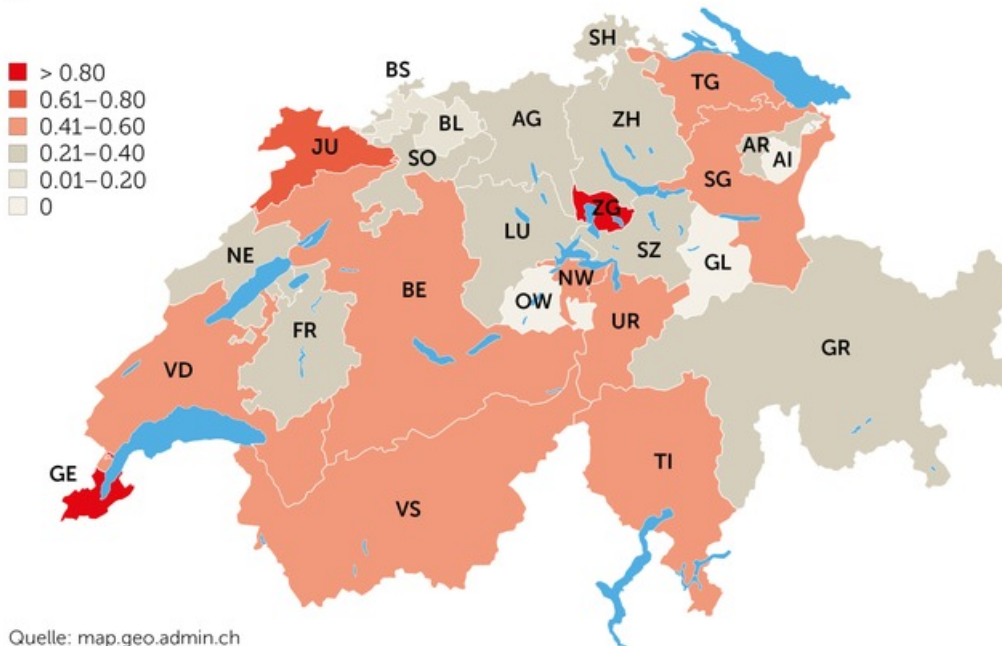 > 0.80
0.61–0.80
0.41–0.60
0.21–0.40
0.01–0.20
0
SH
BS
TG
BL
AG
ZH
JU
SO
AR
AI
SG
ZG
LU
NE
SZ
GL
NW
BE
OW
UR
FR
GR
VD
TI
GE
VS
Quelle: map.geo.admin.ch